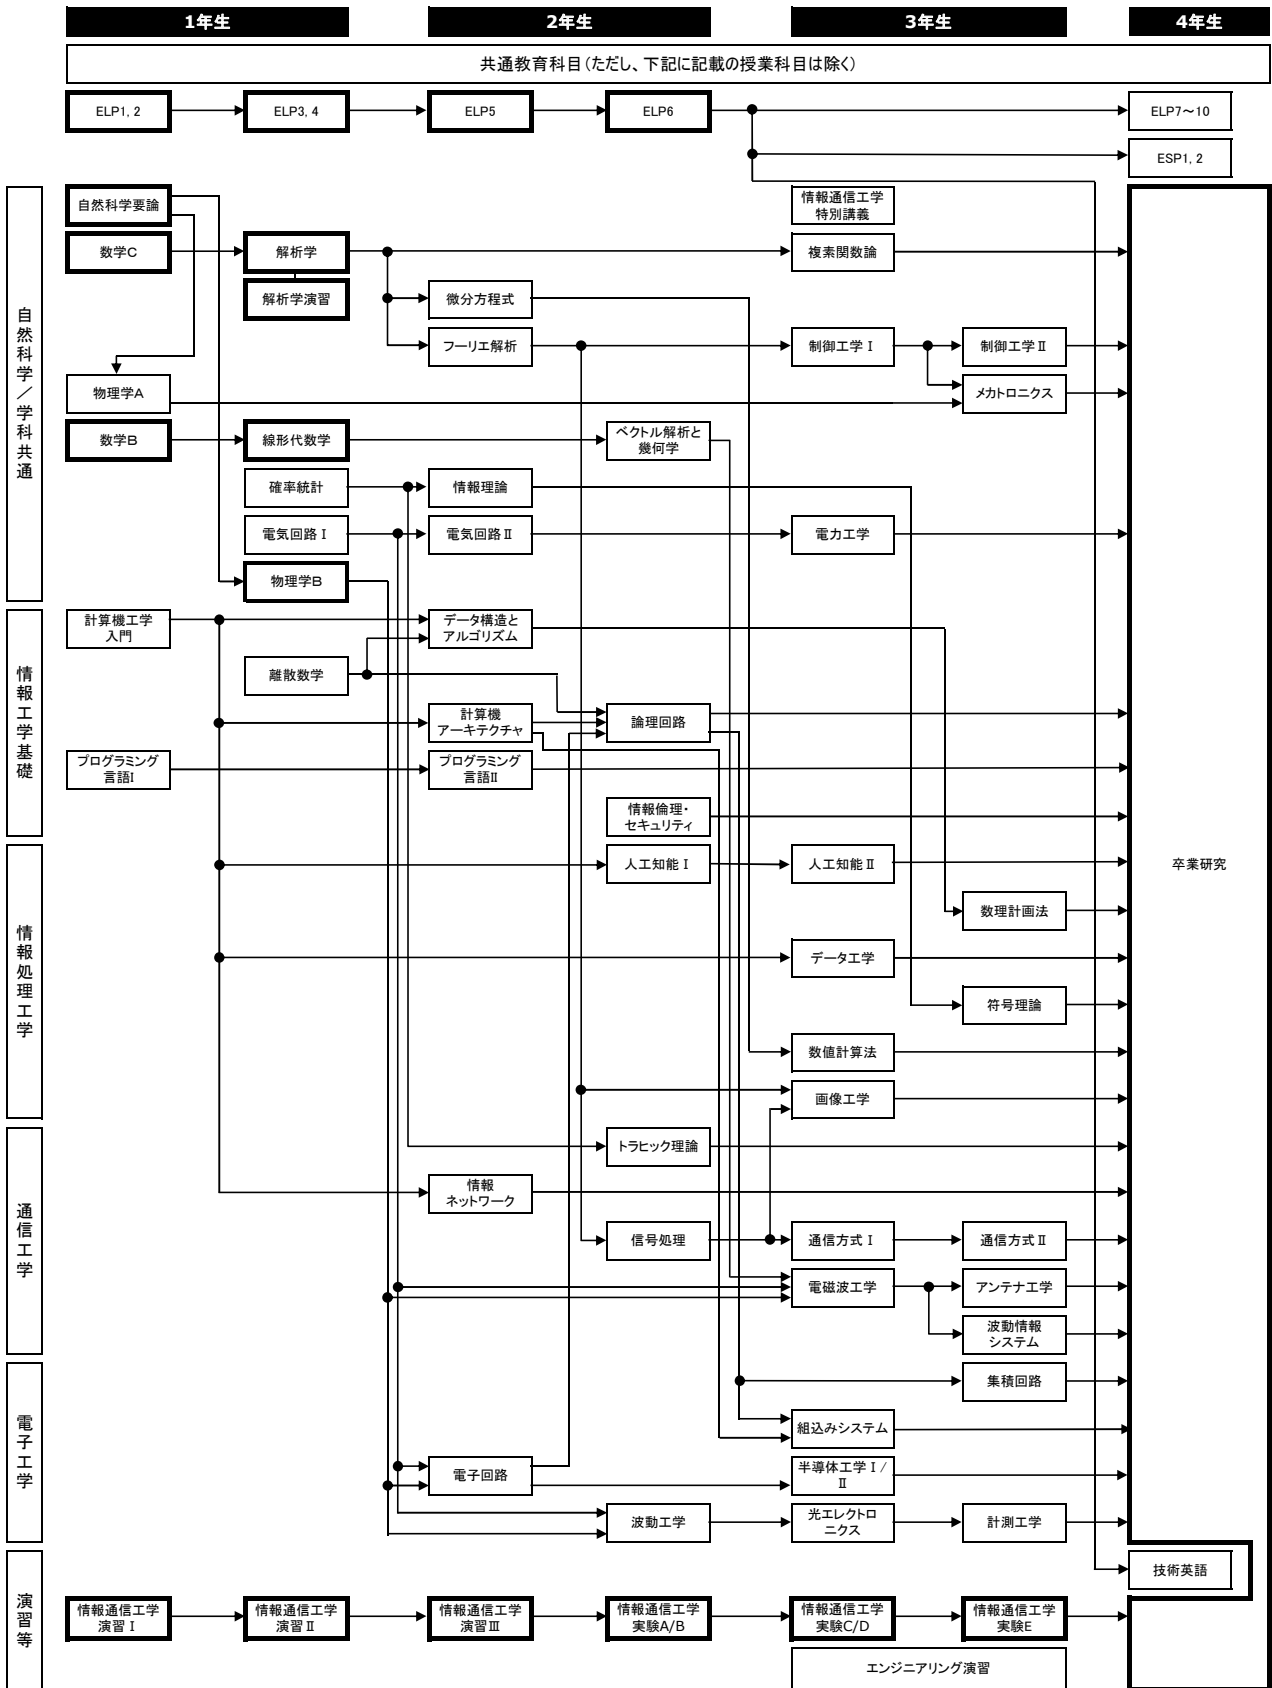 1年生
2年生
3年生
4年生
共通教育科目（ただし、下記に記載の授業科目は除く）
ELP1, 2
ELP3, 4
ELP5
ELP6
ELP7～10
ESP1, 2
自然科学／学科共通
自然科学要論
情報通信工学
特別講義
数学C
解析学
複素関数論
解析学演習
微分方程式
フーリエ解析
制御工学Ⅰ
制御工学Ⅱ
物理学A
メカトロニクス
数学B
線形代数学
ベクトル解析と
幾何学
確率統計
情報理論
電気回路Ⅰ
電気回路Ⅱ
電力工学
物理学B
情報工学基礎
計算機工学
入門
データ構造と
アルゴリズム
離散数学
計算機
アーキテクチャ
論理回路
プログラミング
言語I
プログラミング
言語II
情報倫理・
セキュリティ
情報処理工学
人工知能Ⅰ
人工知能Ⅱ
卒業研究
数理計画法
データ工学
符号理論
数値計算法
画像工学
通信工学
トラヒック理論
情報
ネットワーク
信号処理
通信方式Ⅰ
通信方式Ⅱ
電磁波工学
アンテナ工学
波動情報
システム
電子工学
集積回路
組込みシステム
電子回路
半導体工学Ⅰ/
Ⅱ
波動工学
光エレクトロ
ニクス
計測工学
演習等
技術英語
情報通信工学
演習Ⅰ
情報通信工学
演習Ⅱ
情報通信工学
演習Ⅲ
情報通信工学
実験A/B
情報通信工学
実験C/D
情報通信工学
実験E
エンジニアリング演習